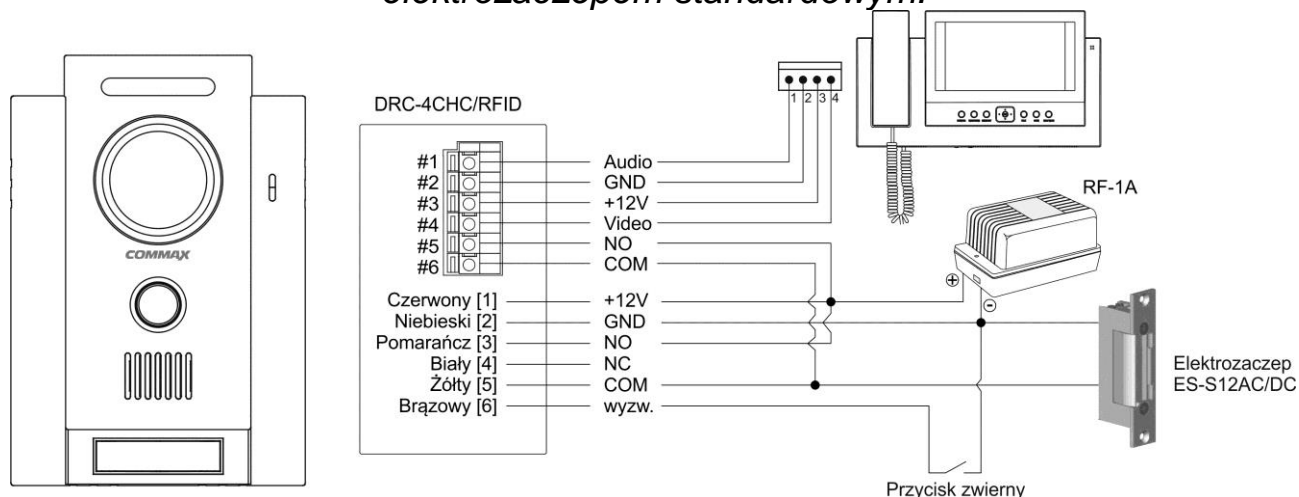 elektrozaczepom standardowym.
DRC-4CHC/RFID
1 2 3 4
#1 Audio
#2 GND
#3 +12V
#4 Video
#5 NO
#6 COM
Czerwony [1] +12V
Niebieski [2] GND
Pomarańcz [3] NO
Biały [4] NC
Żółty [5] COM
Brązowy [6] wyzw.
COMMAX
RF-1A
Elektrozaczep
ES-S12AC/DC
Przycisk zwierny